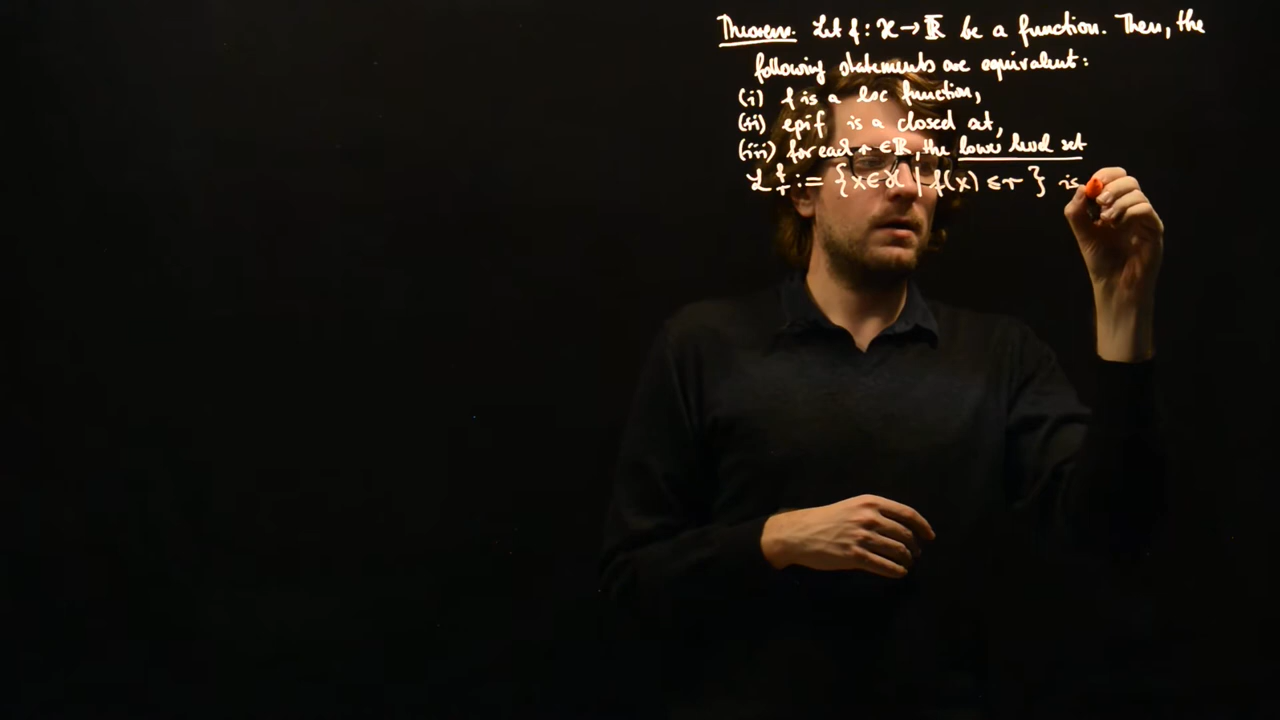 Theorem. Let f : X → ℝ be a function. Then, the
following statements are equivalent:
(i) f is a lsc function,
(ii) epi f is a closed set,
(iii) for each r ∈ ℝ, the lower level set
ℒ_r^f := { x ∈ X | f(x) ≤ r } is